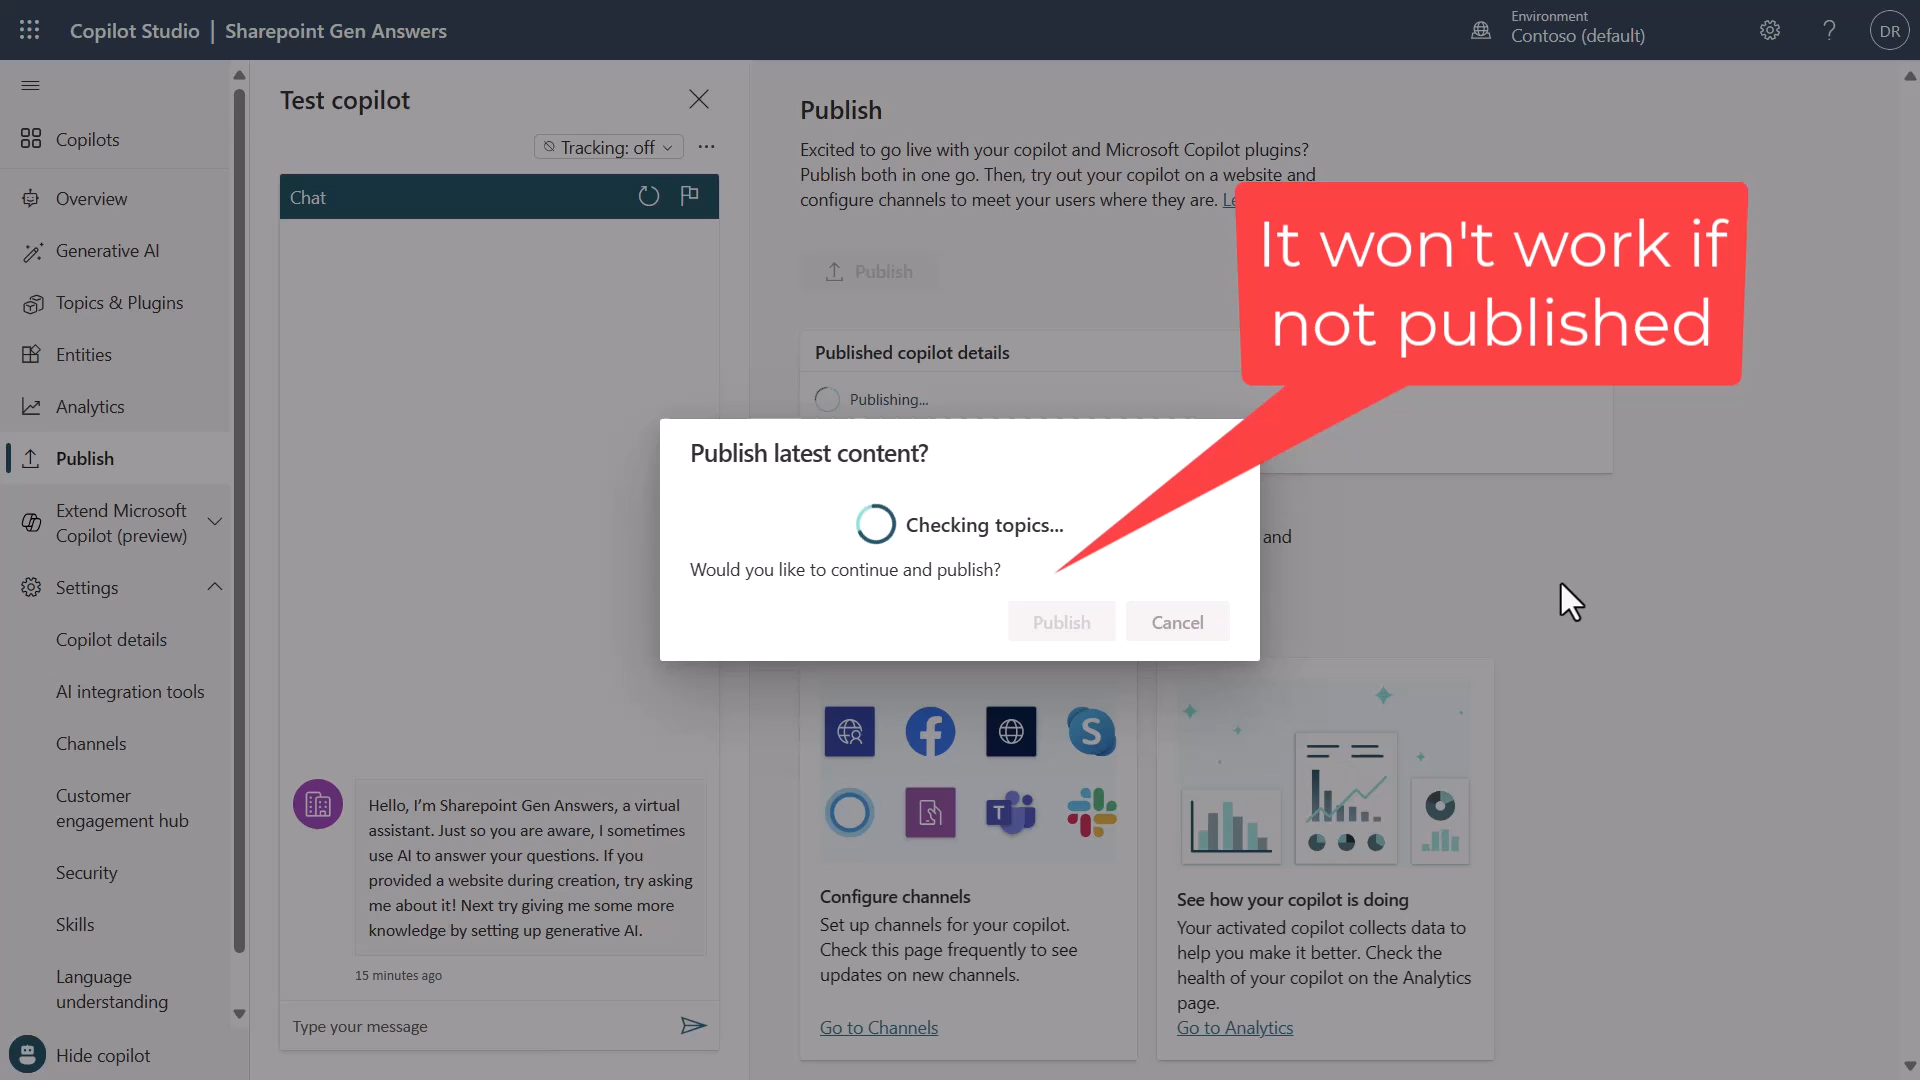 Copilot Studio | Sharepoint Gen Answers
Environment
Contoso (default)
?
DR
Copilots
Overview
Generative AI
Topics & Plugins
Entities
Analytics
Publish
Extend Microsoft
Copilot (preview)
Settings
Copilot details
AI integration tools
Channels
Customer
engagement hub
Security
Skills
Language
understanding
Hide copilot
Test copilot
Tracking: off
Chat
Hello, I'm Sharepoint Gen Answers, a virtual
assistant. Just so you are aware, I sometimes
use AI to answer your questions. If you
provided a website during creation, try asking
me about it! Next try giving me some more
knowledge by setting up generative AI.
15 minutes ago
Type your message
Publish
Excited to go live with your copilot and Microsoft Copilot plugins?
Publish both in one go. Then, try out your copilot on a website and
configure channels to meet your users where they are.
Publish
It won't work if
not published
Published copilot details
Publishing...
Publish latest content?
Checking topics...
Would you like to continue and publish?
Publish
Cancel
and
S
T
Configure channels
Set up channels for your copilot.
Check this page frequently to see
updates on new channels.
Go to Channels
See how your copilot is doing
Your activated copilot collects data to
help you make it better. Check the
health of your copilot on the Analytics
page.
Go to Analytics